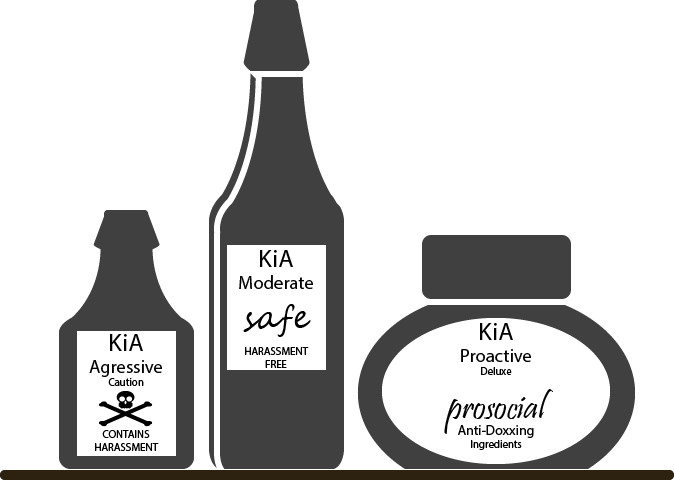 KiA
Agressive
Caution
CONTAINS
HARASSMENT
KiA
Moderate
safe
HARASSMENT
FREE
KiA
Proactive
Deluxe
prosocial
Anti-Doxxing
Ingredients